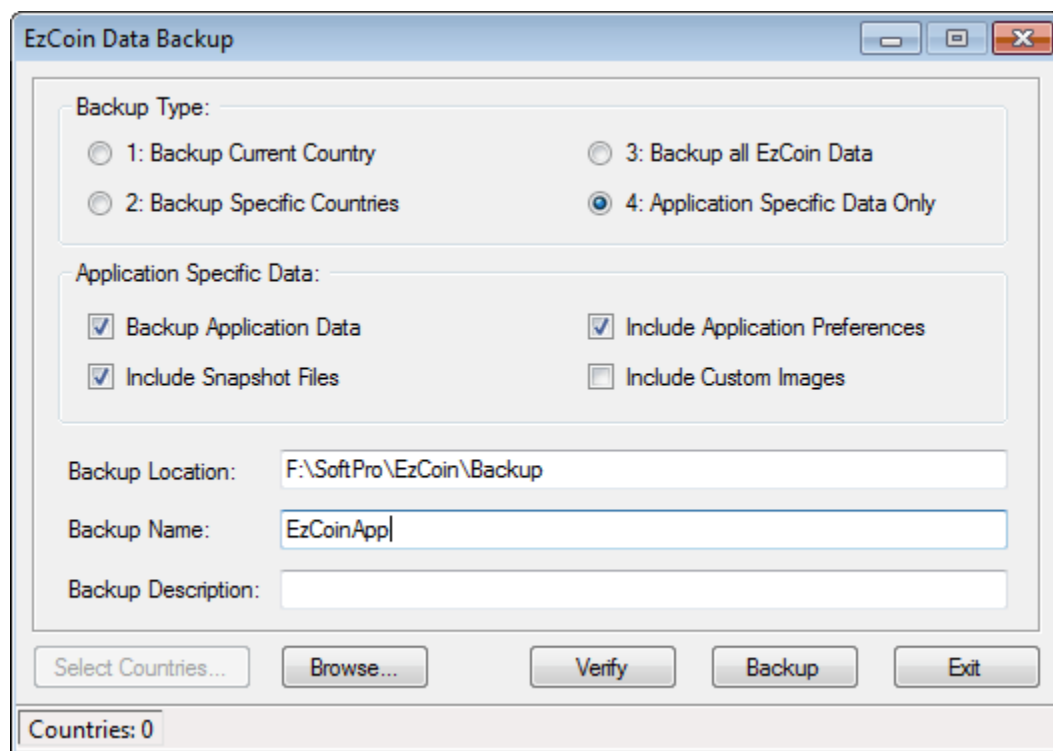 EzCoin Data Backup
Backup Type:
1: Backup Current Country
3: Backup all EzCoin Data
2: Backup Specific Countries
4: Application Specific Data Only
Application Specific Data:
Backup Application Data
Include Application Preferences
Include Snapshot Files
Include Custom Images
Backup Location: F:\SoftPro\EzCoin\Backup
Backup Name: EzCoinApp
Backup Description:
Select Countries... Browse... Verify Backup Exit
Countries: 0